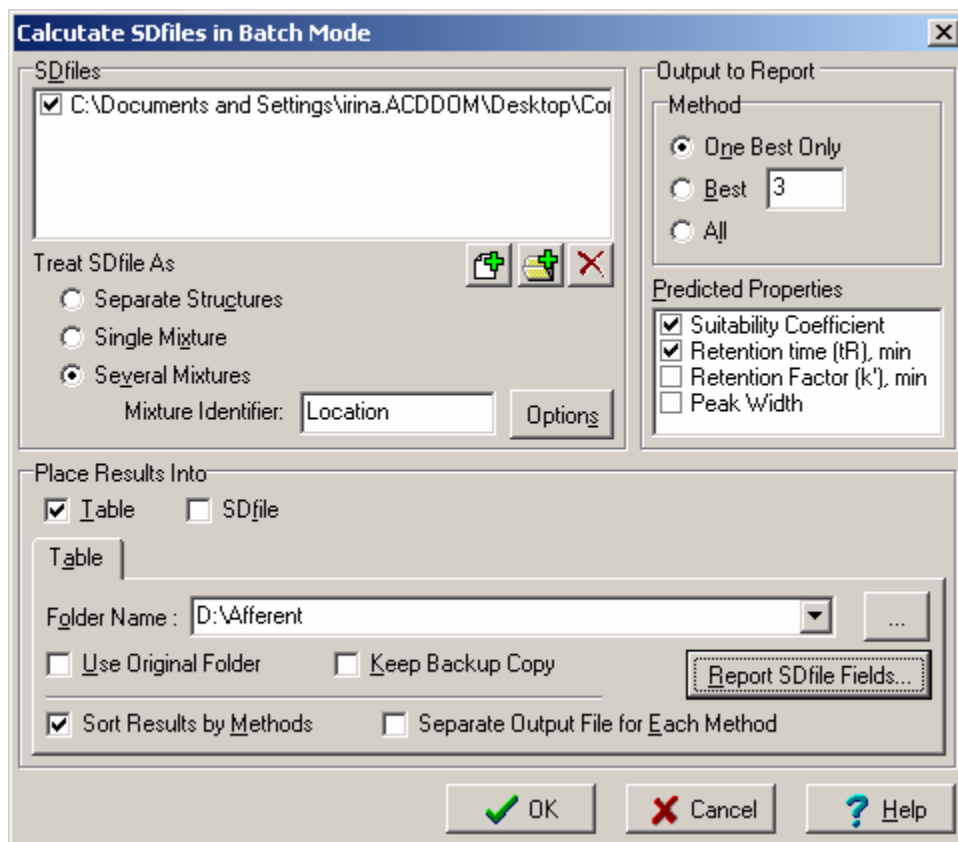 Calcutate SDfiles in Batch Mode
SDfiles
C:\Documents and Settings\irina.ACDDOM\Desktop\Cor
Treat SDfile As
Separate Structures
Single Mixture
Several Mixtures
Mixture Identifier: Location Options
Output to Report
Method
One Best Only
Best 3
All
Predicted Properties
Suitability Coefficient
Retention time (tR), min
Retention Factor (k'), min
Peak Width
Place Results Into
Table SDfile
Table
Folder Name : D:\Afferent ...
Use Original Folder Keep Backup Copy Report SDfile Fields...
Sort Results by Methods Separate Output File for Each Method
OK Cancel ? Help